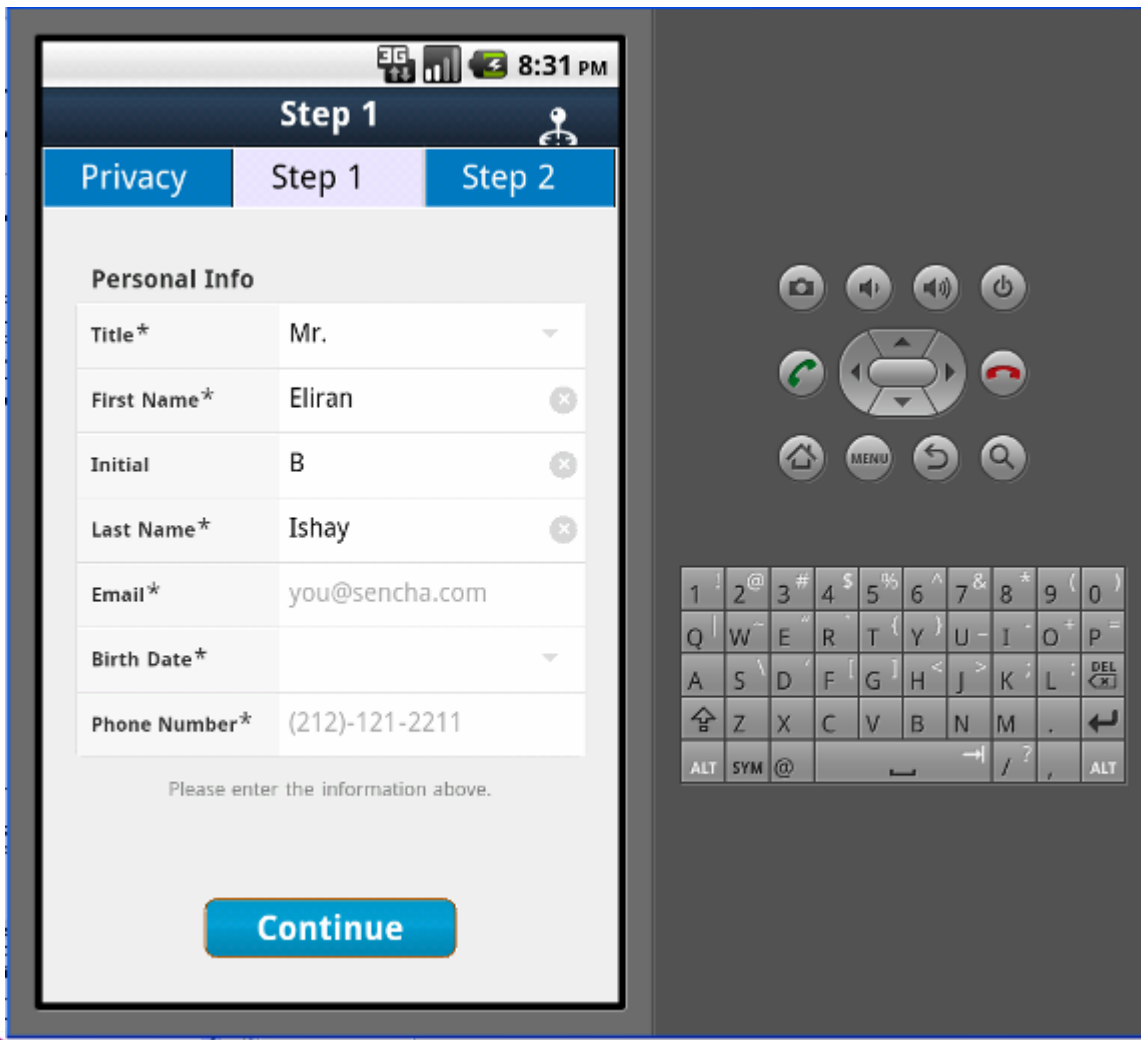 3G 8:31 PM
Step 1
Privacy Step 1 Step 2
Personal Info
Title* Mr.
First Name* Eliran
Initial B
Last Name* Ishay
Email* you@sencha.com
Birth Date*
Phone Number* (212)-121-2211
Please enter the information above.
Continue
MENU
1 ! 2 @ 3 # 4 $ 5 % 6 ^ 7 & 8 * 9 ( 0 )
Q | W ~ E " R ` T { Y } U - I - O + P =
A S \ D ' F [ G ] H < J > K ; L : DEL
Z X C V B N M .
ALT SYM @ / ? , ALT